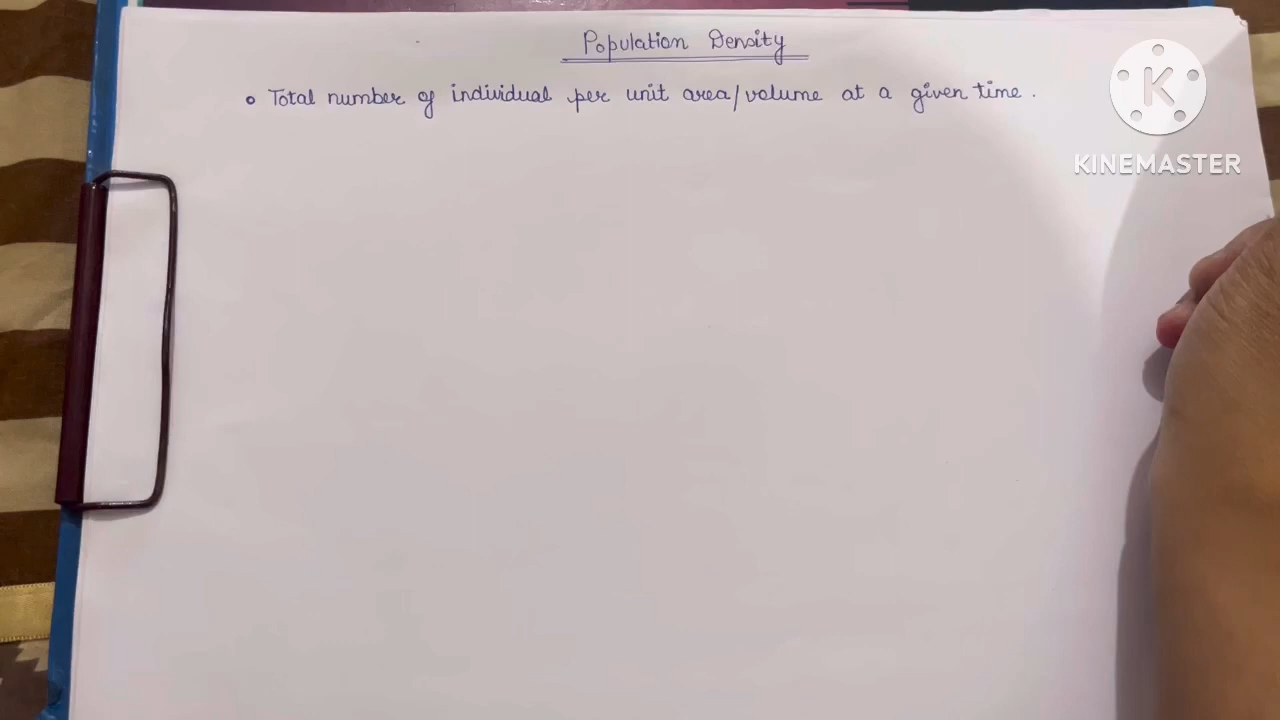 Population Density
Total number of individual per unit area/volume at a given time.
K
KINEMASTER